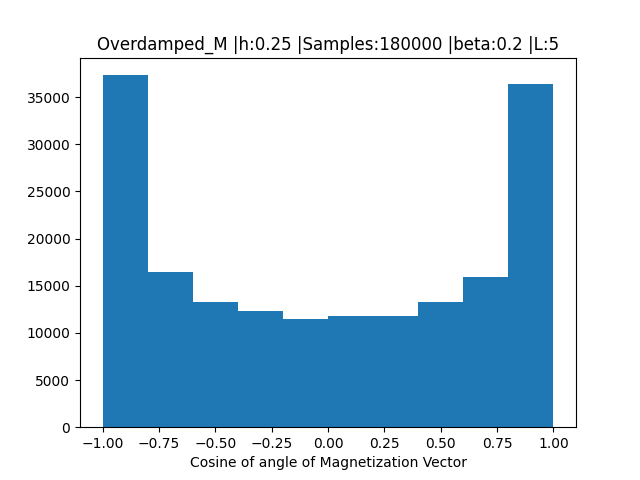 Overdamped_M |h:0.25 |Samples:180000 |beta:0.2 |L:5
35000
30000
25000
20000
15000
10000
5000
0
−1.00 −0.75 −0.50 −0.25 0.00 0.25 0.50 0.75 1.00
Cosine of angle of Magnetization Vector